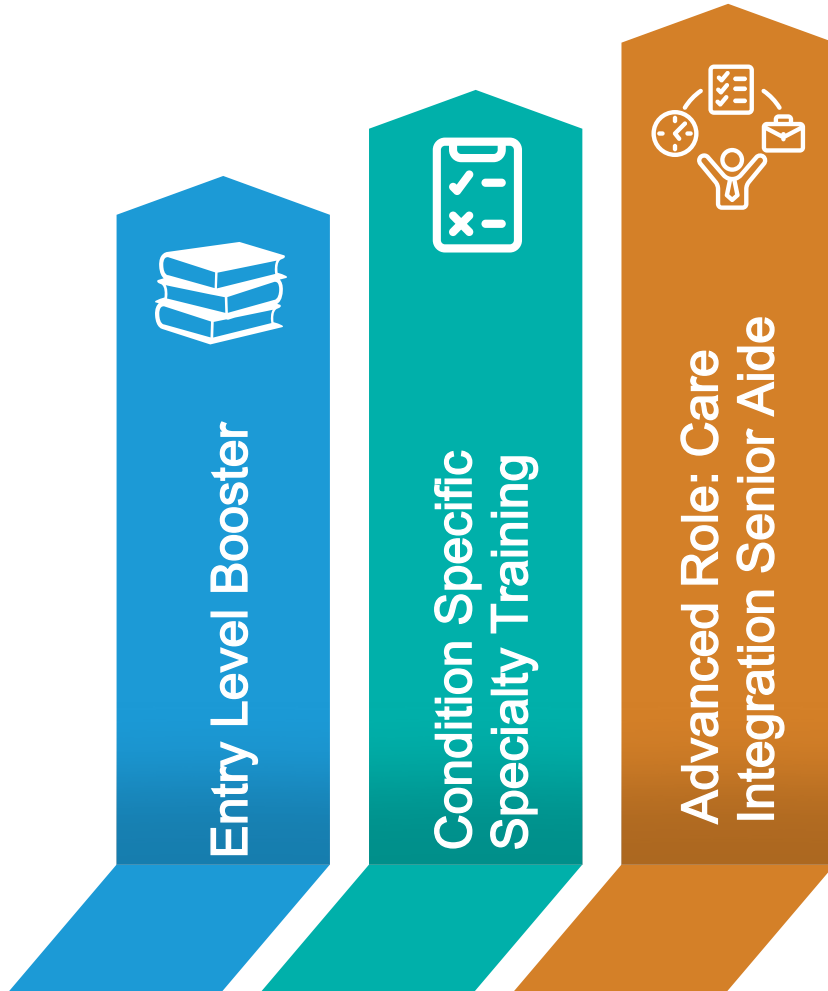 Entry Level Booster
Condition Specific
Specialty Training
Advanced Role: Care
Integration Senior Aide